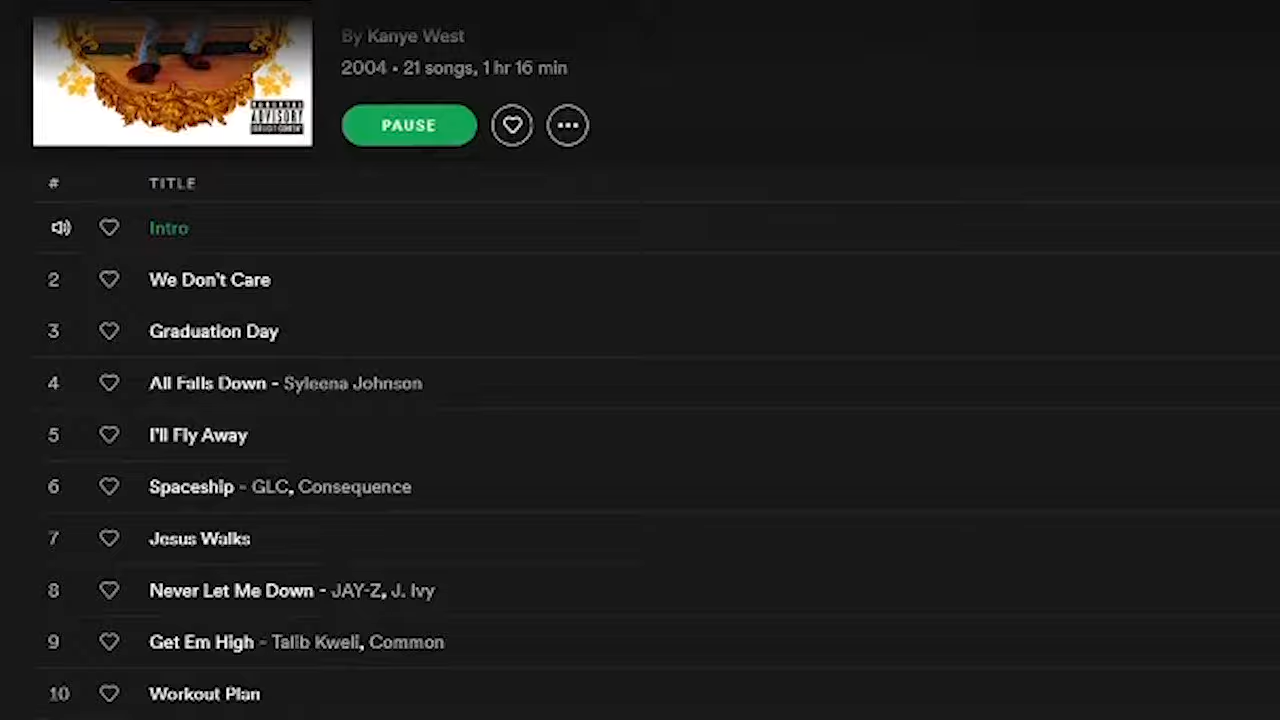 By Kanye West
2004 • 21 songs, 1 hr 16 min
ADVISORY
PAUSE
# TITLE
Intro
2 We Don't Care
3 Graduation Day
4 All Falls Down - Syleena Johnson
5 I'll Fly Away
6 Spaceship - GLC, Consequence
7 Jesus Walks
8 Never Let Me Down - JAY-Z, J. Ivy
9 Get Em High - Talib Kweli, Common
10 Workout Plan